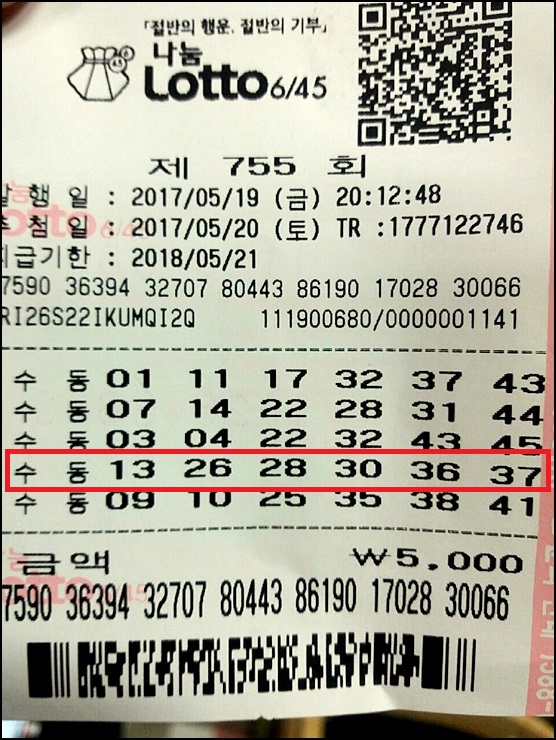 「절반의 행운, 절반의 기부」
나눔
Lotto 6/45
제 755 회
발 행 일 : 2017/05/19 (금) 20:12:48
추 첨 일 : 2017/05/20 (토) TR :1777122746
지급기한 : 2018/05/21
7590 36394 32707 80443 86190 17028 30066
RI26S22IKUMQI2Q 111900680/0000001141
수 동 01 11 17 32 37 43
수 동 07 14 22 28 31 44
수 동 03 04 22 32 43 45
수 동 13 26 28 30 36 37
수 동 09 10 25 35 38 41
금 액 ₩5,000
7590 36394 32707 80443 86190 17028 30066